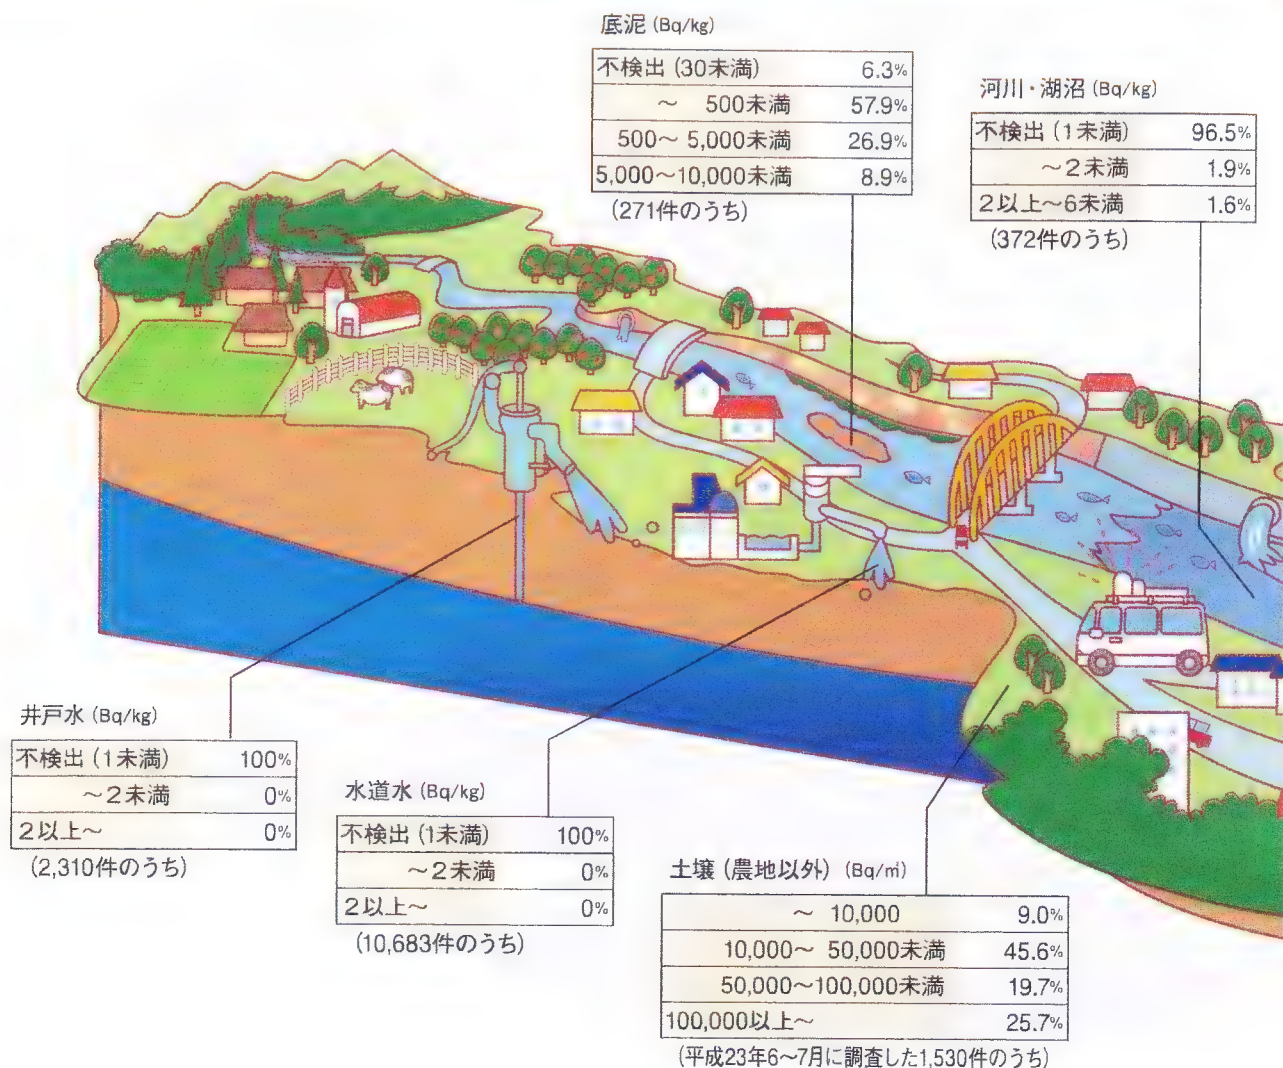 底泥 (Bq/kg)
不検出 (30未満) 6.3%
～ 500未満 57.9%
500～ 5,000未満 26.9%
5,000～10,000未満 8.9%
(271件のうち)
河川・湖沼 (Bq/kg)
不検出 (1未満) 96.5%
～2未満 1.9%
2以上～6未満 1.6%
(372件のうち)
井戸水 (Bq/kg)
不検出 (1未満) 100%
～2未満 0%
2以上～ 0%
(2,310件のうち)
水道水 (Bq/kg)
不検出 (1未満) 100%
～2未満 0%
2以上～ 0%
(10,683件のうち)
土壌 (農地以外) (Bq/㎡)
～ 10,000 9.0%
10,000～ 50,000未満 45.6%
50,000～100,000未満 19.7%
100,000以上～ 25.7%
(平成23年6～7月に調査した1,530件のうち)